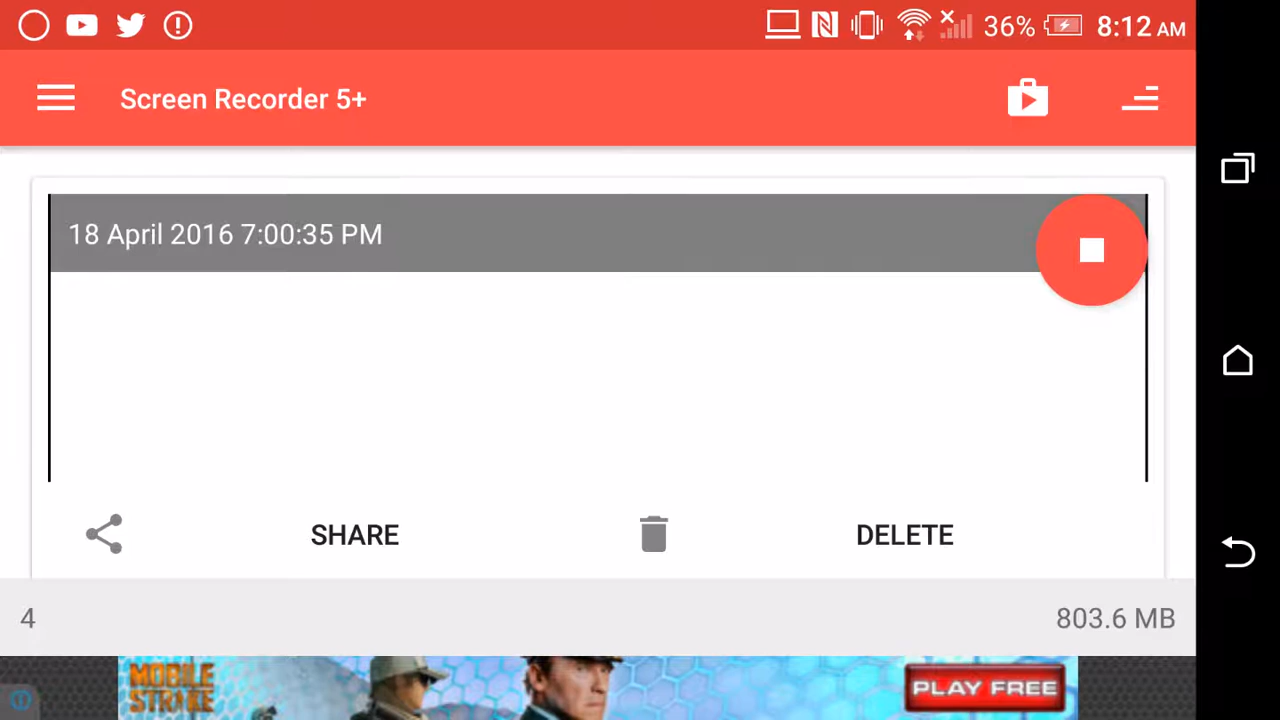 36%
8:12 AM
Screen Recorder 5+
18 April 2016 7:00:35 PM
SHARE
DELETE
4
803.6 MB
MOBILE
STRIKE
PLAY FREE